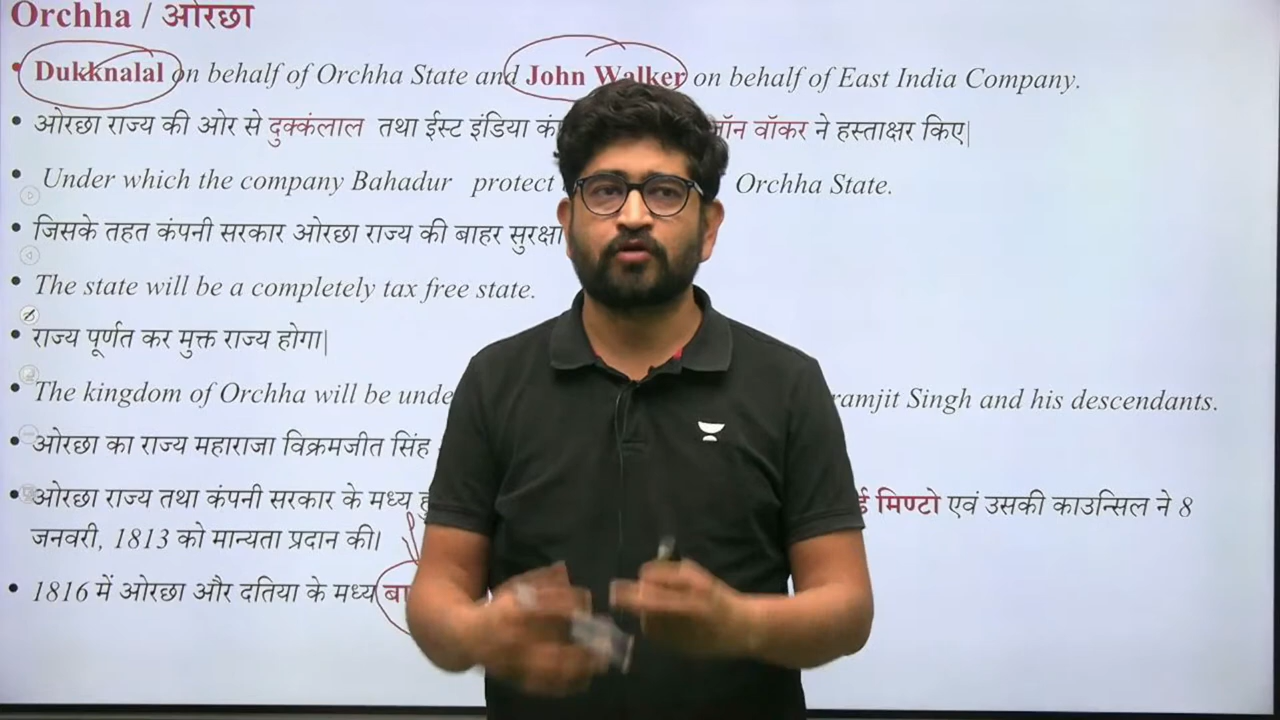 Orchha / ओरछा
• Dukknalal on behalf of Orchha State and John Walker on behalf of East India Company.
• ओरछा राज्य की ओर से दुक्कंलाल तथा ईस्ट इंडिया कं जॉन वॉकर ने हस्ताक्षर किए|
• Under which the company Bahadur protect Orchha State.
• जिसके तहत कंपनी सरकार ओरछा राज्य की बाहर सुरक्षा
• The state will be a completely tax free state.
• राज्य पूर्णत कर मुक्त राज्य होगा|
• The kingdom of Orchha will be unde ramjit Singh and his descendants.
• ओरछा का राज्य महाराजा विक्रमजीत सिंह
• ओरछा राज्य तथा कंपनी सरकार के मध्य मिण्टो एवं उसकी काउन्सिल ने 8
जनवरी, 1813 को मान्यता प्रदान की।
• 1816 में ओरछा और दतिया के मध्य बा